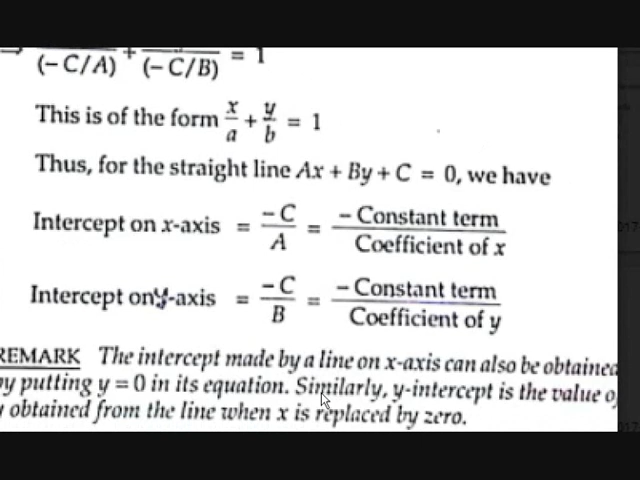 (– C/A) + (– C/B) = 1
This is of the form x/a + y/b = 1
Thus, for the straight line Ax + By + C = 0, we have
Intercept on x-axis = –C/A = – Constant term/Coefficient of x
Intercept on y-axis = –C/B = – Constant term/Coefficient of y
REMARK The intercept made by a line on x-axis can also be obtained
by putting y = 0 in its equation. Similarly, y-intercept is the value of
y obtained from the line when x is replaced by zero.